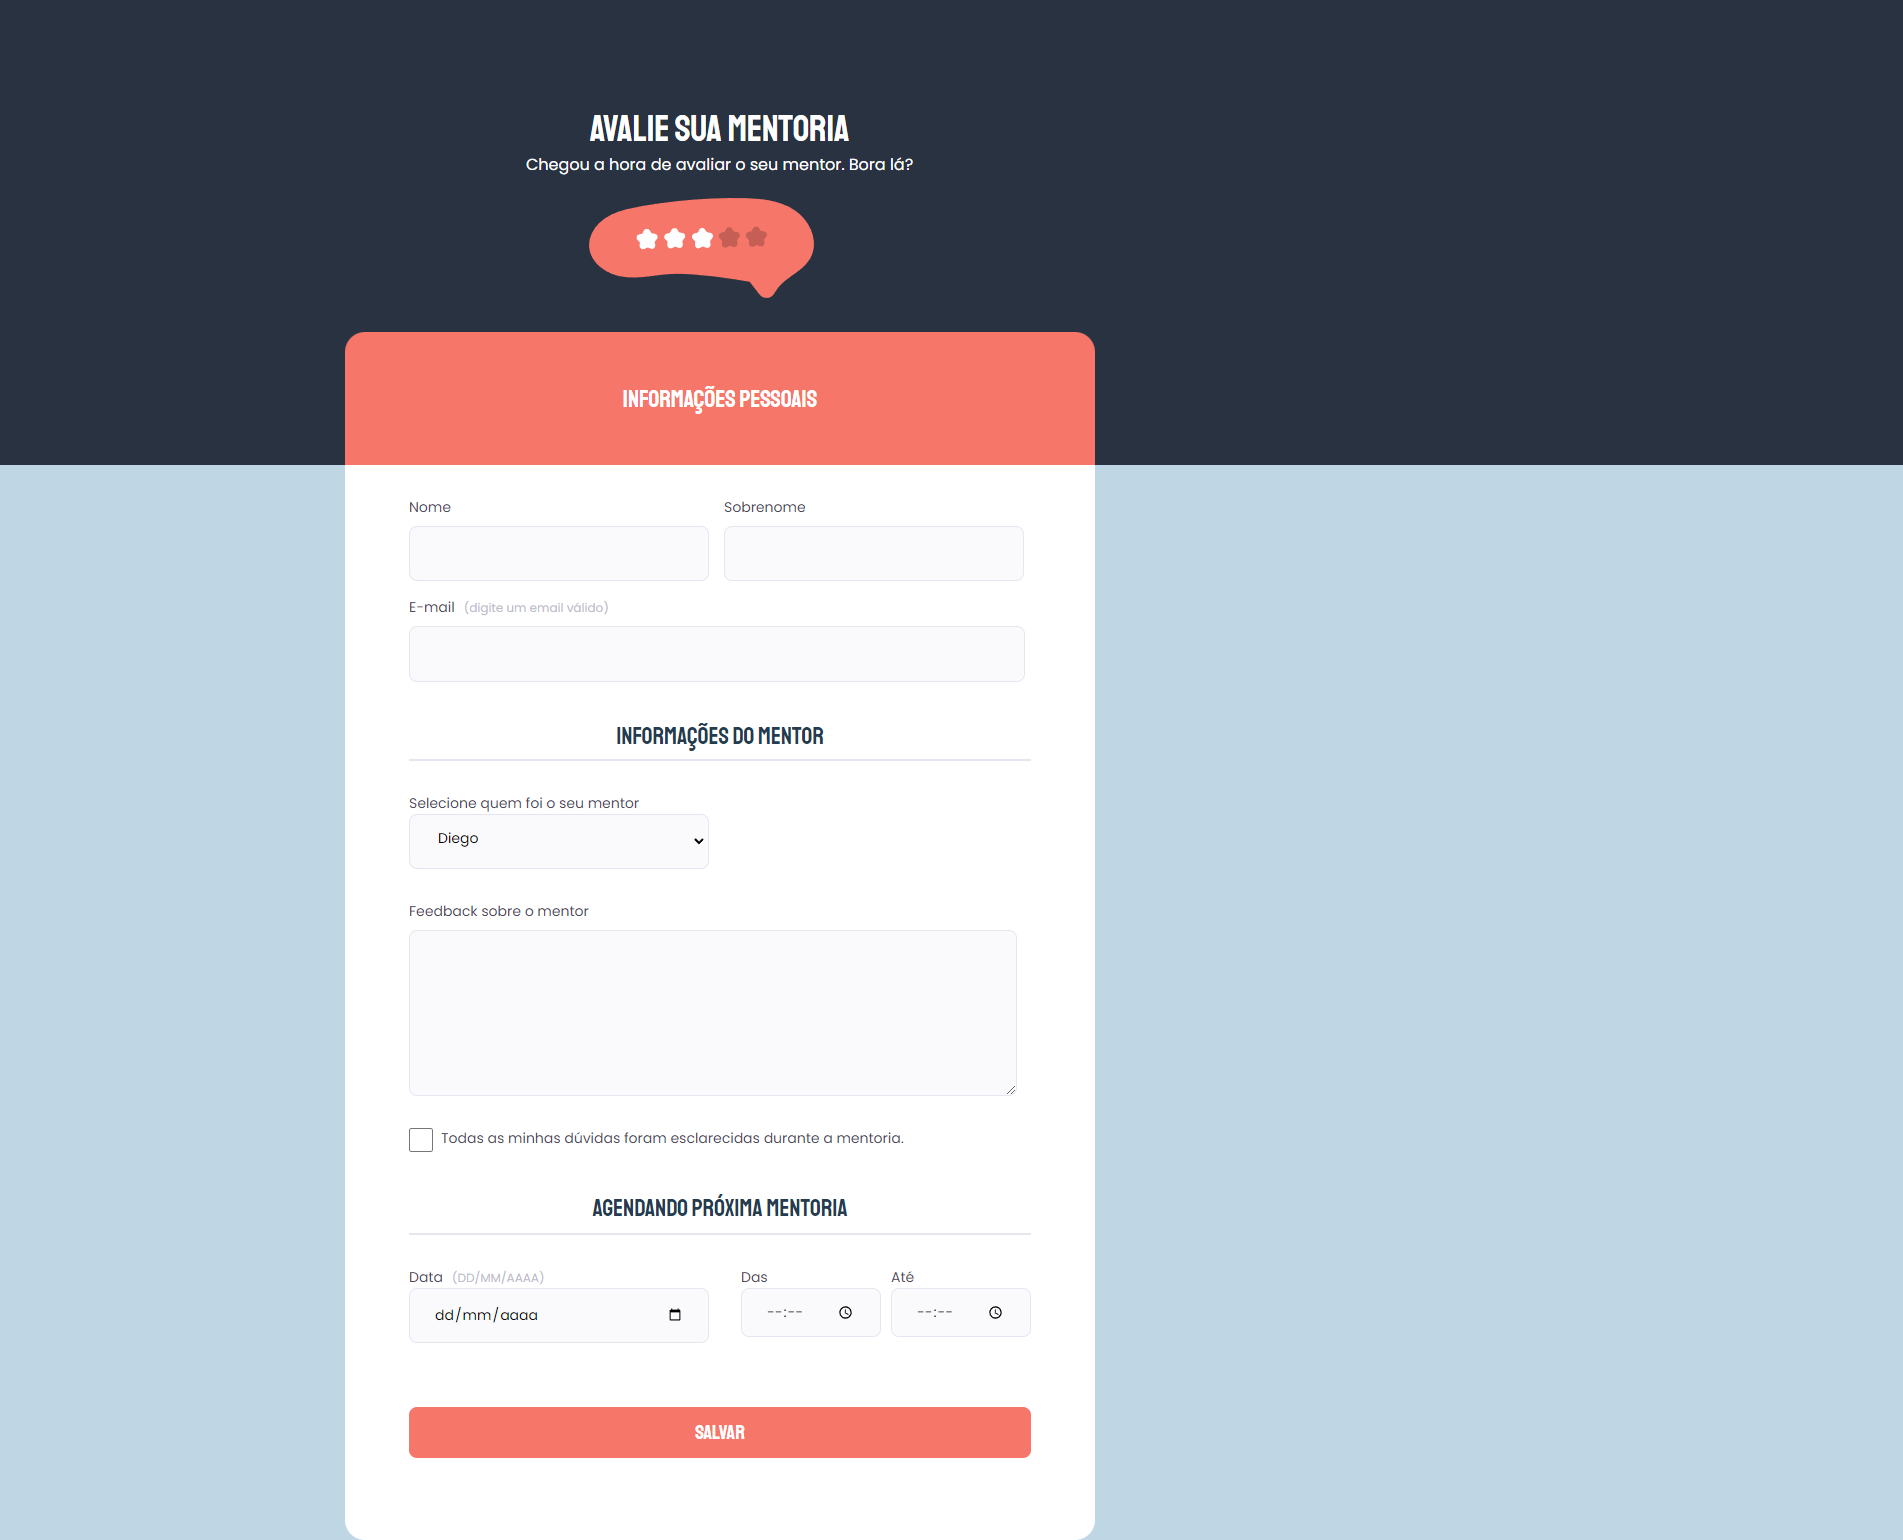 AVALIE SUA MENTORIA
Chegou a hora de avaliar o seu mentor. Bora lá?
INFORMAÇÕES PESSOAIS
Nome Sobrenome
E-mail (digite um email válido)
INFORMAÇÕES DO MENTOR
Selecione quem foi o seu mentor
Diego
Feedback sobre o mentor
Todas as minhas dúvidas foram esclarecidas durante a mentoria.
AGENDANDO PRÓXIMA MENTORIA
Data (DD/MM/AAAA) Das Até
dd/mm/aaaa --:-- --:--
SALVAR